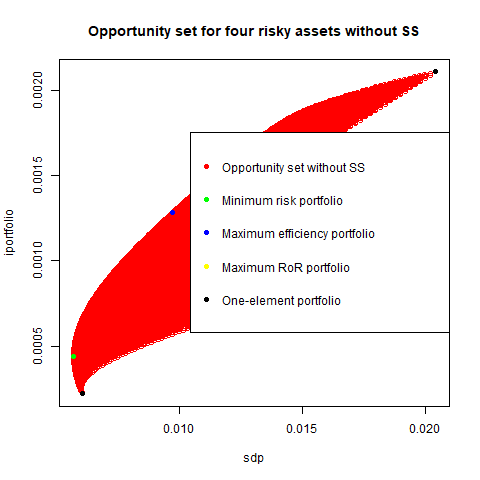 Opportunity set for four risky assets without SS
0.0020
0.0015
0.0010
0.0005
iportfolio
Opportunity set without SS
Minimum risk portfolio
Maximum efficiency portfolio
Maximum RoR portfolio
One-element portfolio
0.010 0.015 0.020
sdp